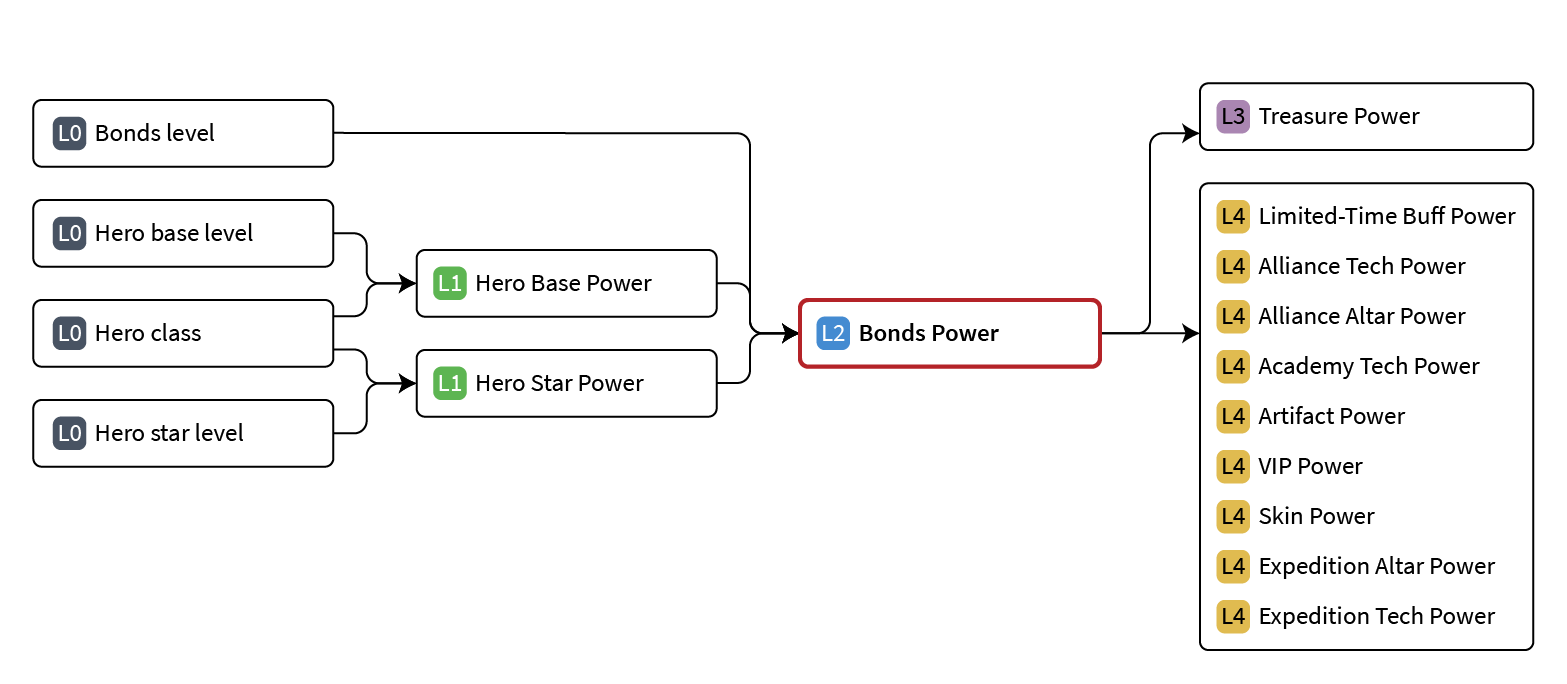 L0 Bonds level
L0 Hero base level
L0 Hero class
L0 Hero star level
L1 Hero Base Power
L1 Hero Star Power
L2 Bonds Power
L3 Treasure Power
L4 Limited-Time Buff Power
L4 Alliance Tech Power
L4 Alliance Altar Power
L4 Academy Tech Power
L4 Artifact Power
L4 VIP Power
L4 Skin Power
L4 Expedition Altar Power
L4 Expedition Tech Power